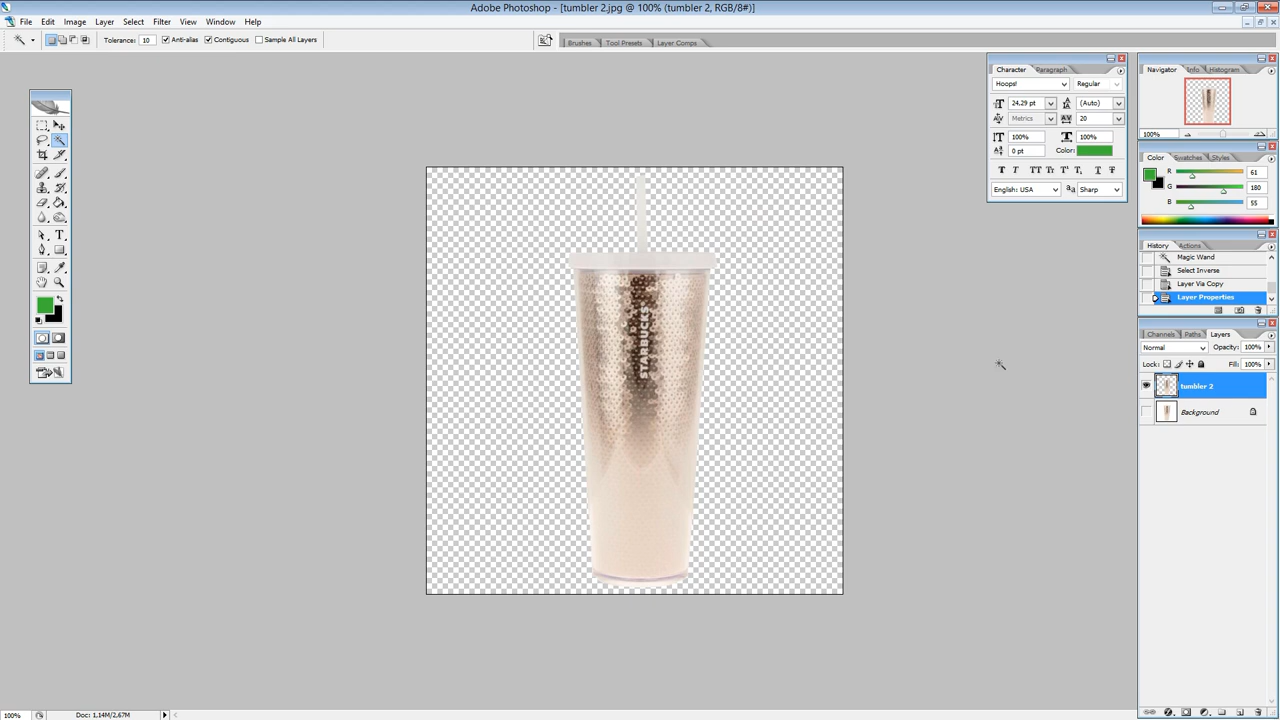 Adobe Photoshop - [tumbler 2.jpg @ 100% (tumbler 2, RGB/8#)]
File Edit Image Layer Select Filter View Window Help
Tolerance: 10 Anti-alias Contiguous Sample All Layers
Brushes Tool Presets Layer Comps
Character Paragraph
Hoops! Regular
24.29 pt (Auto)
Metrics 20
100% 100%
0 pt Color:
English: USA Sharp
Navigator Info Histogram
100%
Color Swatches Styles
R 61
G 180
B 55
History Actions
Magic Wand
Select Inverse
Layer Via Copy
Layer Properties
Channels Paths Layers
Normal Opacity: 100%
Lock: Fill: 100%
tumbler 2
Background
STARBUCKS
100% Doc: 1.14M/2.67M